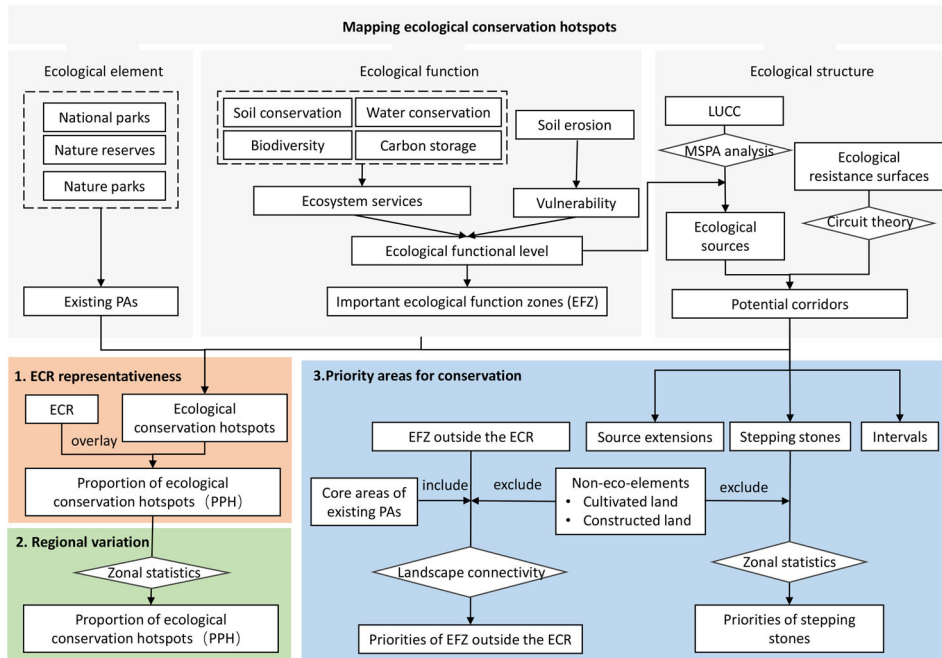 Mapping ecological conservation hotspots
Ecological element
National parks
Nature reserves
Nature parks
Existing PAs
Ecological function
Soil conservation
Water conservation
Biodiversity
Carbon storage
Soil erosion
Ecosystem services
Vulnerability
Ecological functional level
Important ecological function zones (EFZ)
Ecological structure
LUCC
MSPA analysis
Ecological
resistance surfaces
Ecological
sources
Circuit theory
Potential corridors
1. ECR representativeness
ECR
Ecological
conservation hotspots
overlay
Proportion of ecological
conservation hotspots（PPH）
2. Regional variation
Zonal statistics
Proportion of ecological
conservation hotspots（PPH）
3.Priority areas for conservation
EFZ outside the ECR
Source extensions
Stepping stones
Intervals
Core areas of
existing PAs
include
exclude
Non-eco-elements
• Cultivated land
• Constructed land
exclude
Landscape connectivity
Zonal statistics
Priorities of EFZ outside the ECR
Priorities of stepping
stones